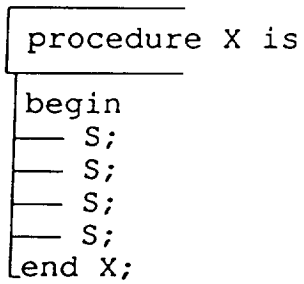 procedure X is
begin
S;
S;
S;
S;
end X;